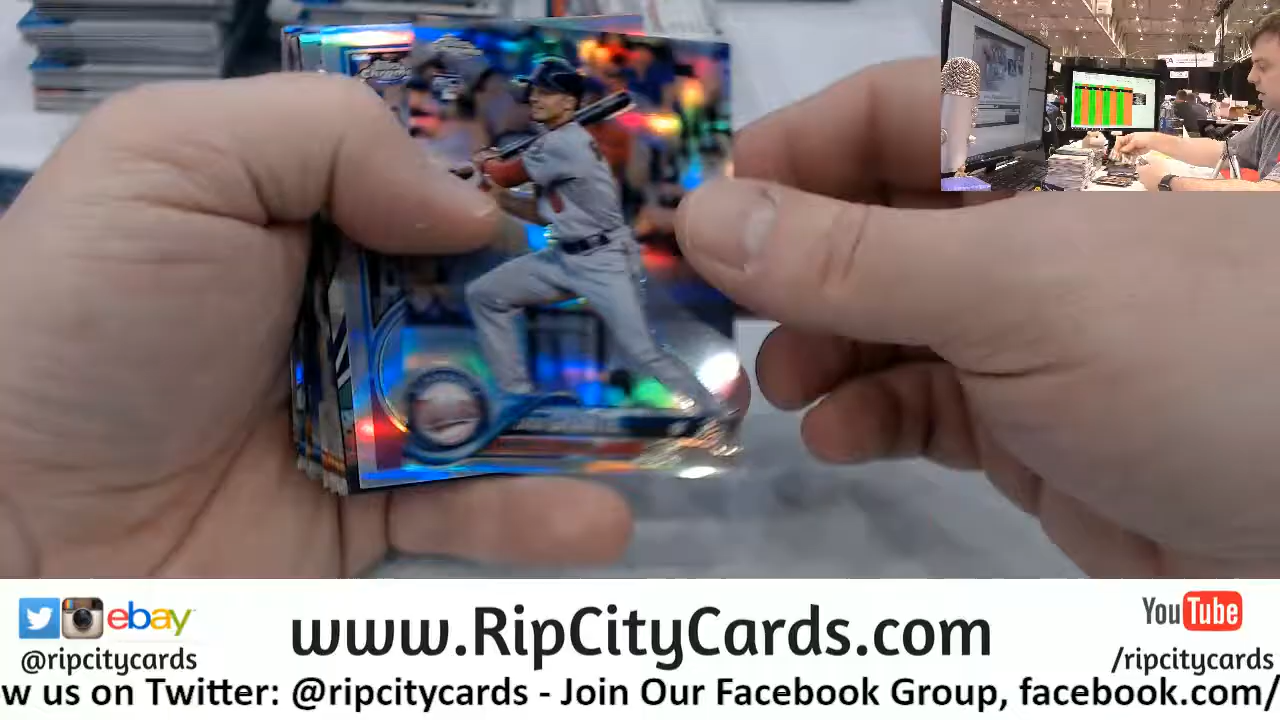 ebay
@ripcitycards
www.RipCityCards.com
YouTube
/ripcitycards
w us on Twitter: @ripcitycards - Join Our Facebook Group, facebook.com/